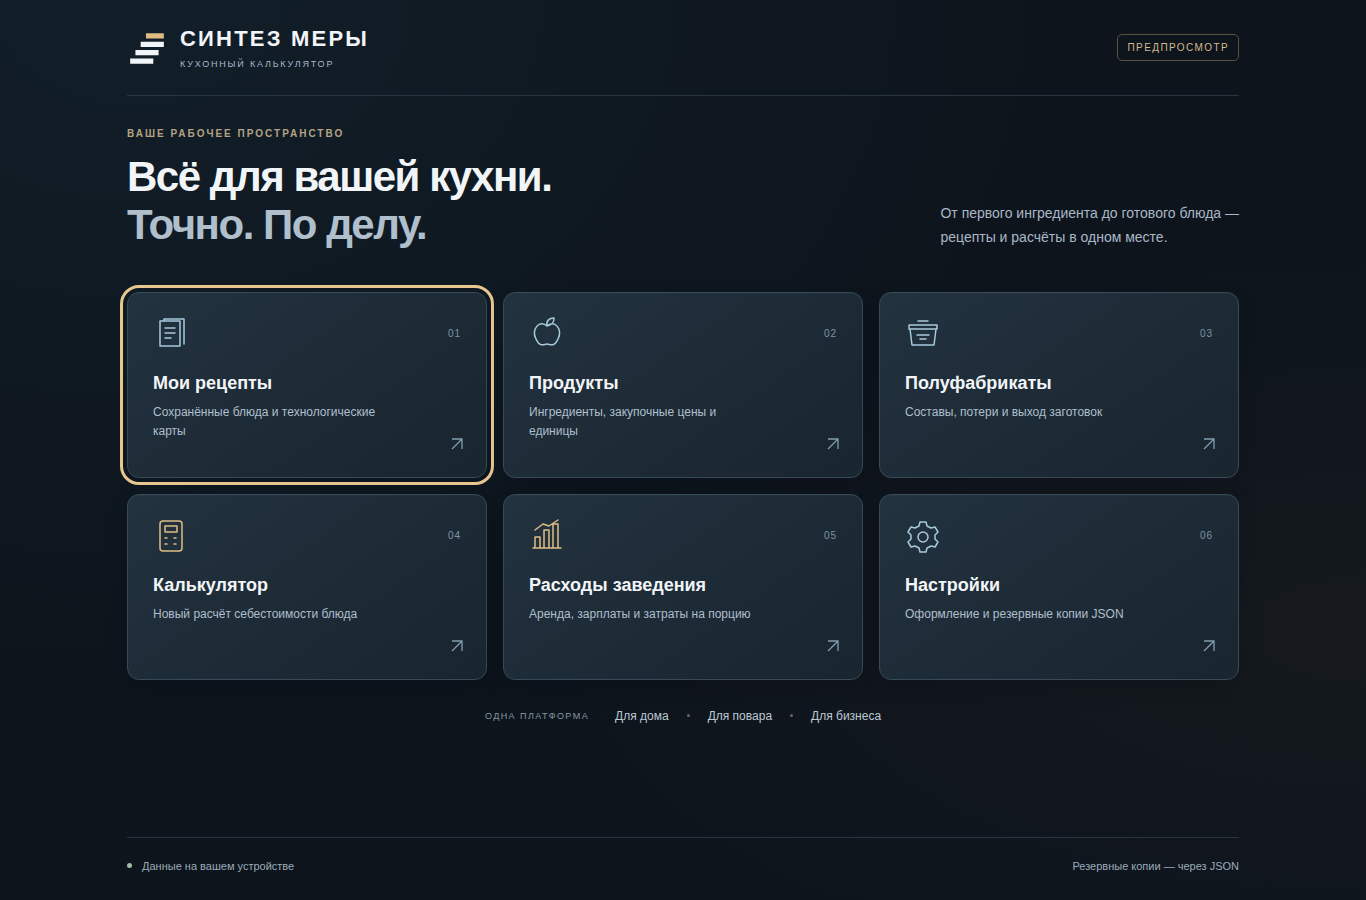 СИНТЕЗ МЕРЫ
КУХОННЫЙ КАЛЬКУЛЯТОР
ПРЕДПРОСМОТР
ВАШЕ РАБОЧЕЕ ПРОСТРАНСТВО
Всё для вашей кухни.
Точно. По делу.
От первого ингредиента до готового блюда —
рецепты и расчёты в одном месте.
01
Мои рецепты
Сохранённые блюда и технологические
карты
02
Продукты
Ингредиенты, закупочные цены и
единицы
03
Полуфабрикаты
Составы, потери и выход заготовок
04
Калькулятор
Новый расчёт себестоимости блюда
05
Расходы заведения
Аренда, зарплаты и затраты на порцию
06
Настройки
Оформление и резервные копии JSON
ОДНА ПЛАТФОРМА Для дома • Для повара • Для бизнеса
Данные на вашем устройстве
Резервные копии — через JSON